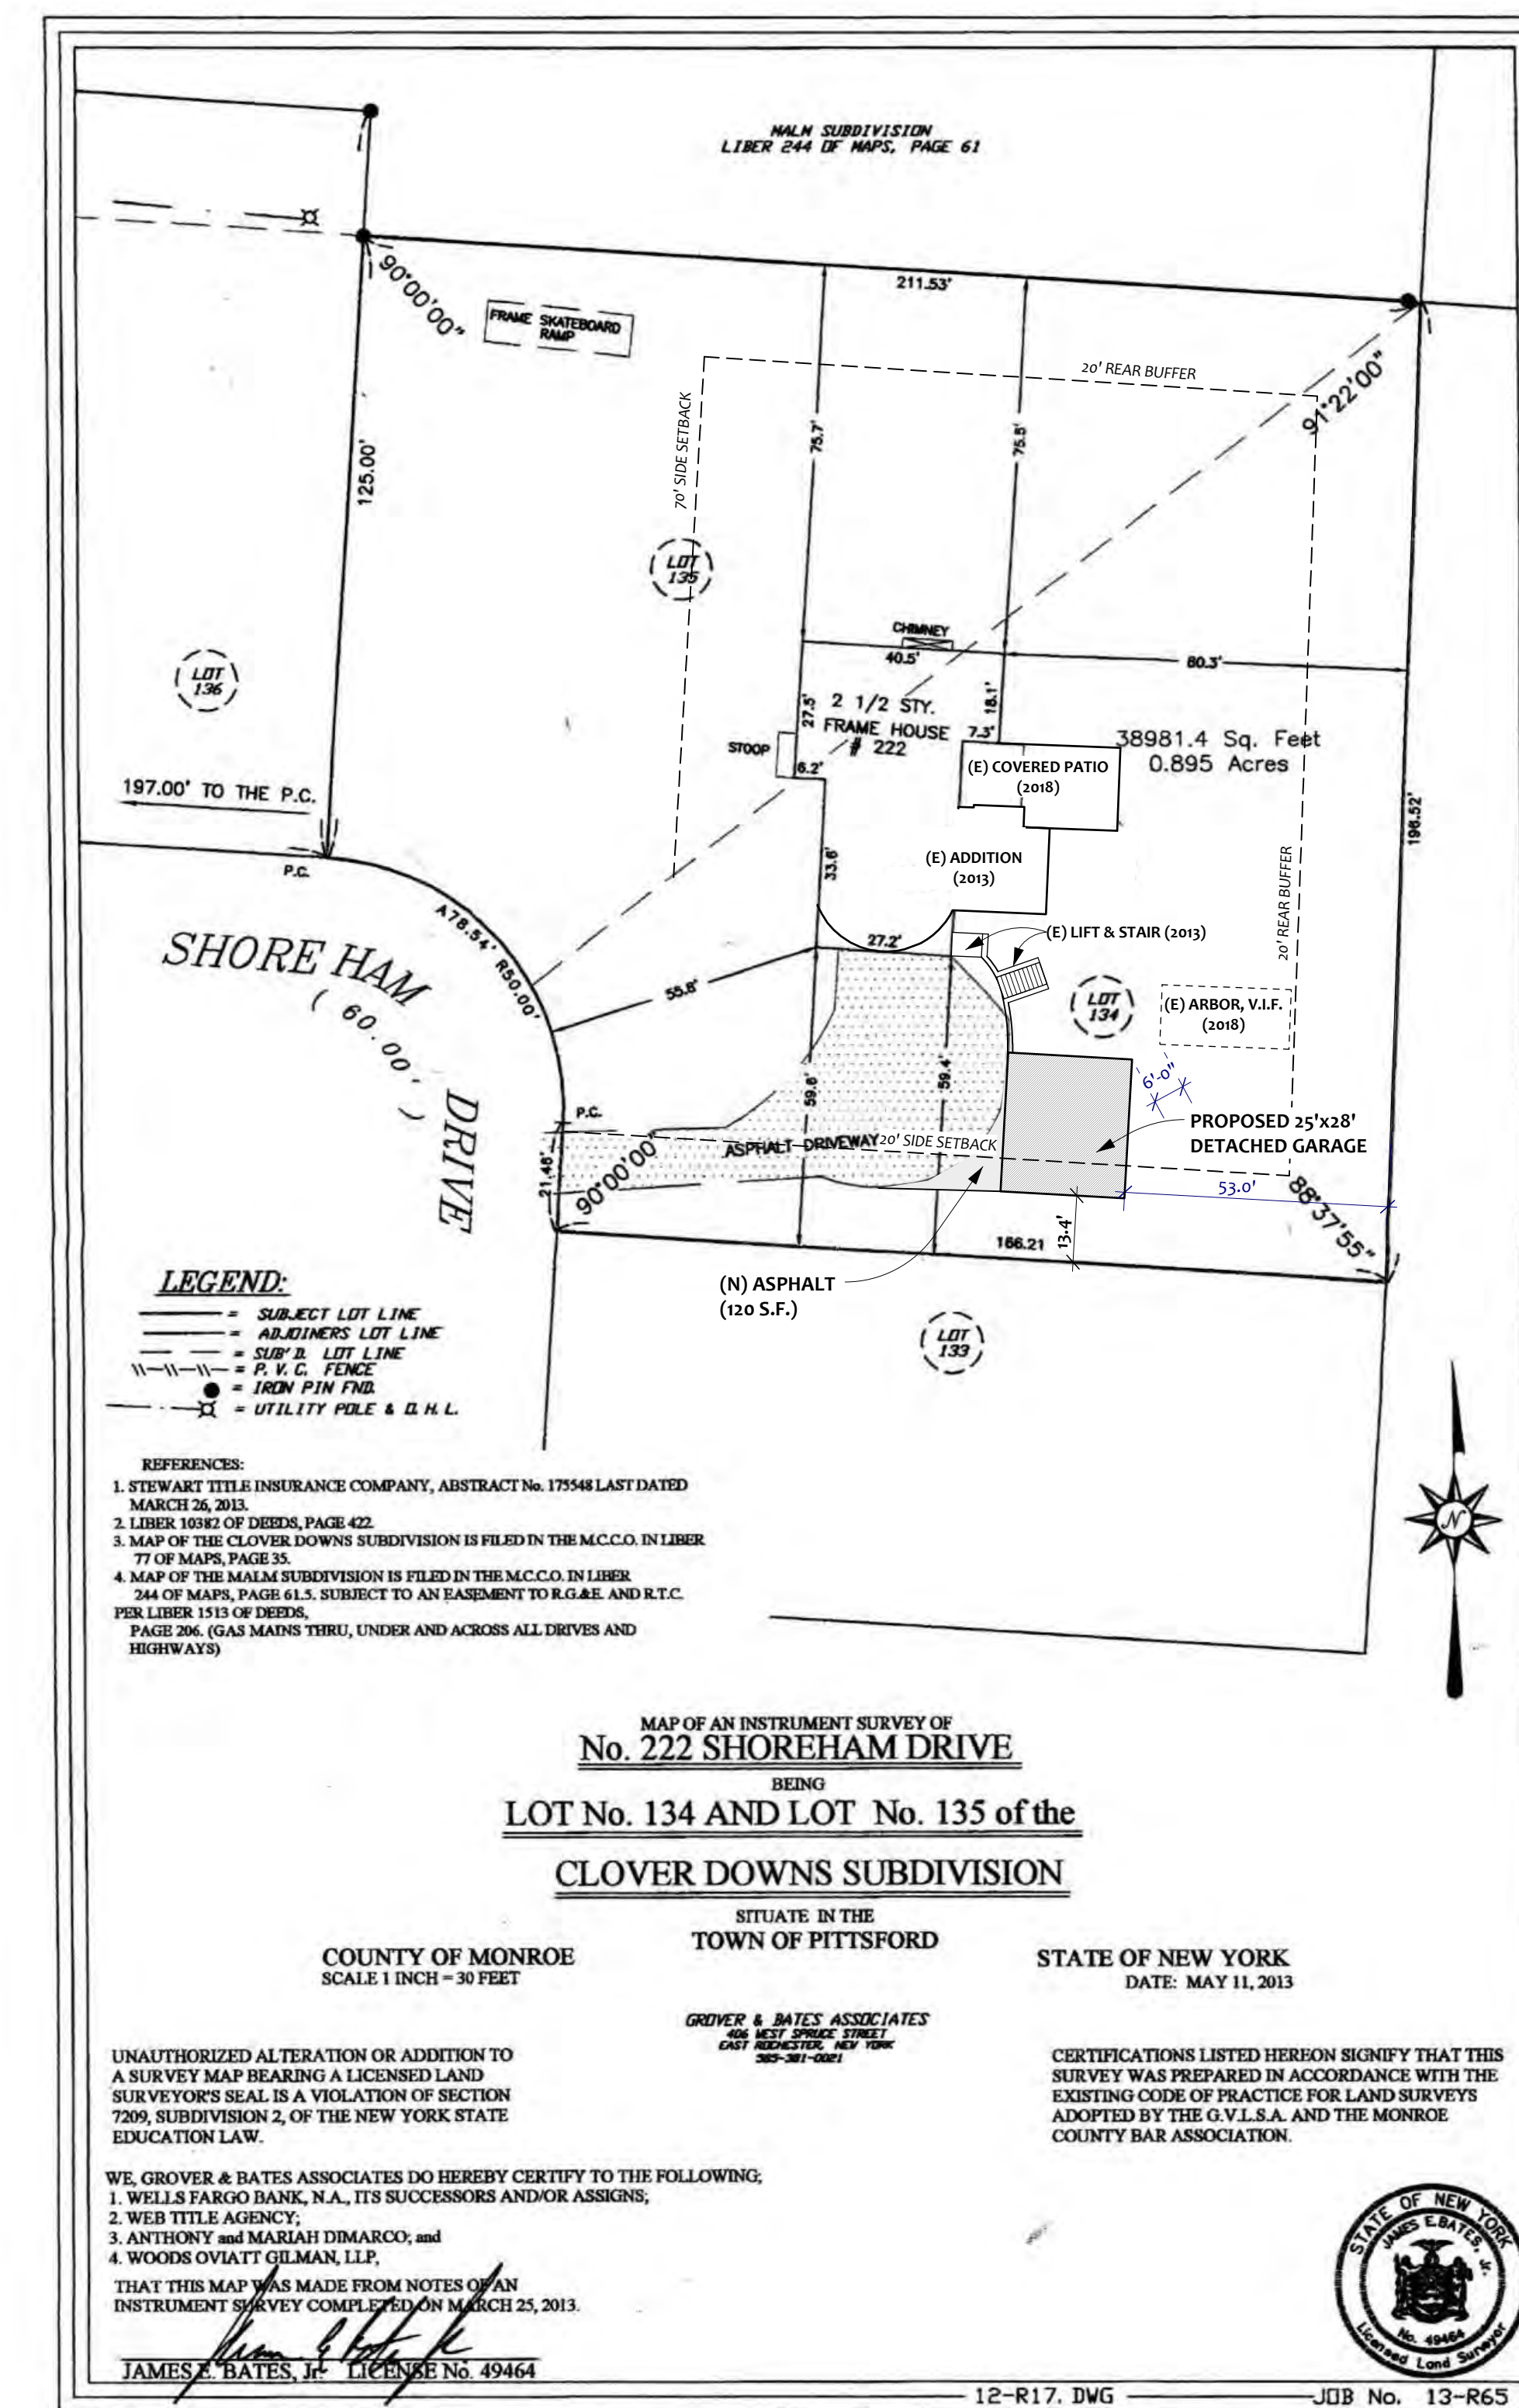 MALM SUBDIVISION
LIBER 244 OF MAPS, PAGE 61
90°00'00"
FRAME SKATEBOARD
RAMP
211.53'
20' REAR BUFFER
91°22'00"
70' SIDE SETBACK
75.7'
75.5'
125.00'
LOT
135
LOT
136
CHIMNEY
40.5'
80.3'
27.5'
2 1/2 STY.
FRAME HOUSE
# 222
18.1'
7.3'
STOOP
6.2'
38981.4 Sq. Feet
0.895 Acres
(E) COVERED PATIO
(2018)
197.00' TO THE P.C.
196.52'
P.C.
33.6'
(E) ADDITION
(2013)
20' REAR BUFFER
A78.54' R50.00'
SHORE HAM
( 60.00' )
DRIVE
27.2'
(E) LIFT & STAIR (2013)
55.8'
LOT
134
(E) ARBOR, V.I.F.
(2018)
59.6'
59.4'
6'-0"
P.C.
PROPOSED 25'x28'
DETACHED GARAGE
ASPHALT DRIVEWAY
20' SIDE SETBACK
21.46'
90°00'00"
53.0'
88°37'55"
166.21
13.4'
(N) ASPHALT
(120 S.F.)
LOT
133
LEGEND:
= SUBJECT LOT LINE
= ADJOINERS LOT LINE
= SUB'D. LOT LINE
= P. V. C. FENCE
= IRON PIN FND.
= UTILITY POLE & O. H. L.
N
REFERENCES:
1. STEWART TITLE INSURANCE COMPANY, ABSTRACT No. 175548 LAST DATED
MARCH 26, 2013.
2. LIBER 10382 OF DEEDS, PAGE 422.
3. MAP OF THE CLOVER DOWNS SUBDIVISION IS FILED IN THE M.C.C.O. IN LIBER
77 OF MAPS, PAGE 35.
4. MAP OF THE MALM SUBDIVISION IS FILED IN THE M.C.C.O. IN LIBER
244 OF MAPS, PAGE 61.5. SUBJECT TO AN EASEMENT TO R.G.&E. AND R.T.C.
PER LIBER 1513 OF DEEDS,
PAGE 206. (GAS MAINS THRU, UNDER AND ACROSS ALL DRIVES AND
HIGHWAYS)
MAP OF AN INSTRUMENT SURVEY OF
No. 222 SHOREHAM DRIVE
BEING
LOT No. 134 AND LOT No. 135 of the
CLOVER DOWNS SUBDIVISION
SITUATE IN THE
TOWN OF PITTSFORD
COUNTY OF MONROE
SCALE 1 INCH = 30 FEET
STATE OF NEW YORK
DATE: MAY 11, 2013
GROVER & BATES ASSOCIATES
406 WEST SPRUCE STREET
EAST ROCHESTER, NEW YORK
585-381-0021
UNAUTHORIZED ALTERATION OR ADDITION TO
A SURVEY MAP BEARING A LICENSED LAND
SURVEYOR'S SEAL IS A VIOLATION OF SECTION
7209, SUBDIVISION 2, OF THE NEW YORK STATE
EDUCATION LAW.
CERTIFICATIONS LISTED HEREON SIGNIFY THAT THIS
SURVEY WAS PREPARED IN ACCORDANCE WITH THE
EXISTING CODE OF PRACTICE FOR LAND SURVEYS
ADOPTED BY THE G.V.L.S.A. AND THE MONROE
COUNTY BAR ASSOCIATION.
WE, GROVER & BATES ASSOCIATES DO HEREBY CERTIFY TO THE FOLLOWING;
1. WELLS FARGO BANK, N.A., ITS SUCCESSORS AND/OR ASSIGNS;
2. WEB TITLE AGENCY;
3. ANTHONY and MARIAH DIMARCO; and
4. WOODS OVIATT GILMAN, LLP,
THAT THIS MAP WAS MADE FROM NOTES OF AN
INSTRUMENT SURVEY COMPLETED ON MARCH 25, 2013.
JAMES E. BATES, Jr. LICENSE No. 49464
STATE OF NEW YORK
JAMES E. BATES, Jr.
No. 49464
Licensed Land Surveyor
12-R17. DWG
JOB No. 13-R65